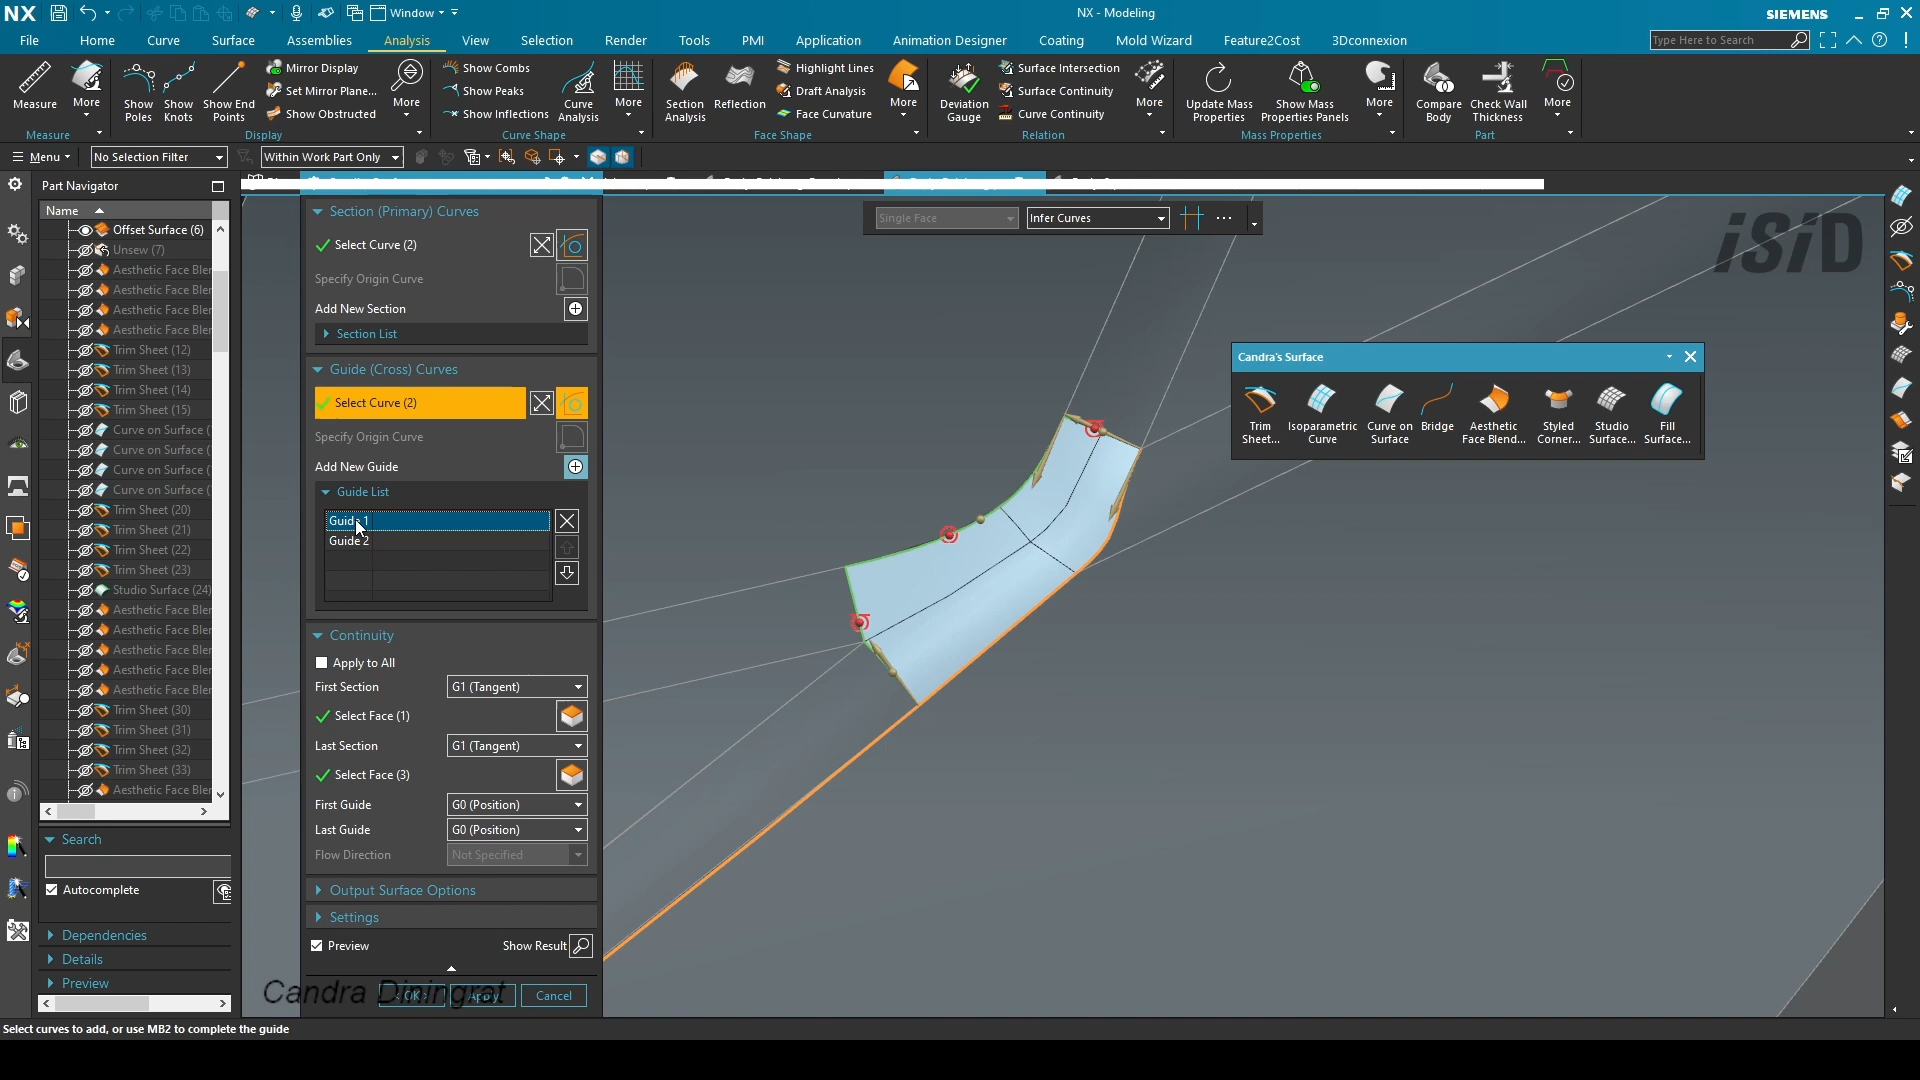 NX
Window
NX - Modeling
SIEMENS
File
Home
Curve
Surface
Assemblies
Analysis
View
Selection
Render
Tools
PMI
Application
Animation Designer
Coating
Mold Wizard
Feature2Cost
3Dconnexion
Type Here to Search
Measure
More
Show Poles
Show Knots
Show End Points
Mirror Display
Set Mirror Plane...
Show Obstructed
More
Show Combs
Show Peaks
Show Inflections
Curve Analysis
More
Section Analysis
Reflection
Highlight Lines
Draft Analysis
Face Curvature
More
Deviation Gauge
Surface Intersection
Surface Continuity
Curve Continuity
More
Update Mass Properties
Show Mass Properties Panels
More
Compare Body
Check Wall Thickness
More
Measure
Display
Curve Shape
Face Shape
Relation
Mass Properties
Part
Menu
No Selection Filter
Within Work Part Only
Part Navigator
Name
Offset Surface (6)
Unsew (7)
Aesthetic Face Bler
Aesthetic Face Bler
Aesthetic Face Bler
Aesthetic Face Bler
Trim Sheet (12)
Trim Sheet (13)
Trim Sheet (14)
Trim Sheet (15)
Curve on Surface (
Curve on Surface (
Curve on Surface (
Curve on Surface (
Trim Sheet (20)
Trim Sheet (21)
Trim Sheet (22)
Trim Sheet (23)
Studio Surface (24)
Aesthetic Face Bler
Aesthetic Face Bler
Aesthetic Face Bler
Aesthetic Face Bler
Aesthetic Face Bler
Trim Sheet (30)
Trim Sheet (31)
Trim Sheet (32)
Trim Sheet (33)
Aesthetic Face Bler
Search
Autocomplete
Dependencies
Details
Preview
Section (Primary) Curves
Select Curve (2)
Specify Origin Curve
Add New Section
Section List
Guide (Cross) Curves
Select Curve (2)
Specify Origin Curve
Add New Guide
Guide List
Guide 1
Guide 2
Continuity
Apply to All
First Section
G1 (Tangent)
Select Face (1)
Last Section
G1 (Tangent)
Select Face (3)
First Guide
G0 (Position)
Last Guide
G0 (Position)
Flow Direction
Not Specified
Output Surface Options
Settings
Preview
Show Result
< OK >
Apply
Cancel
Candra Diningrat
Single Face
Infer Curves
iSiD
Candra's Surface
Trim Sheet...
Isoparametric Curve
Curve on Surface
Bridge
Aesthetic Face Blend...
Styled Corner...
Studio Surface...
Fill Surface...
Select curves to add, or use MB2 to complete the guide